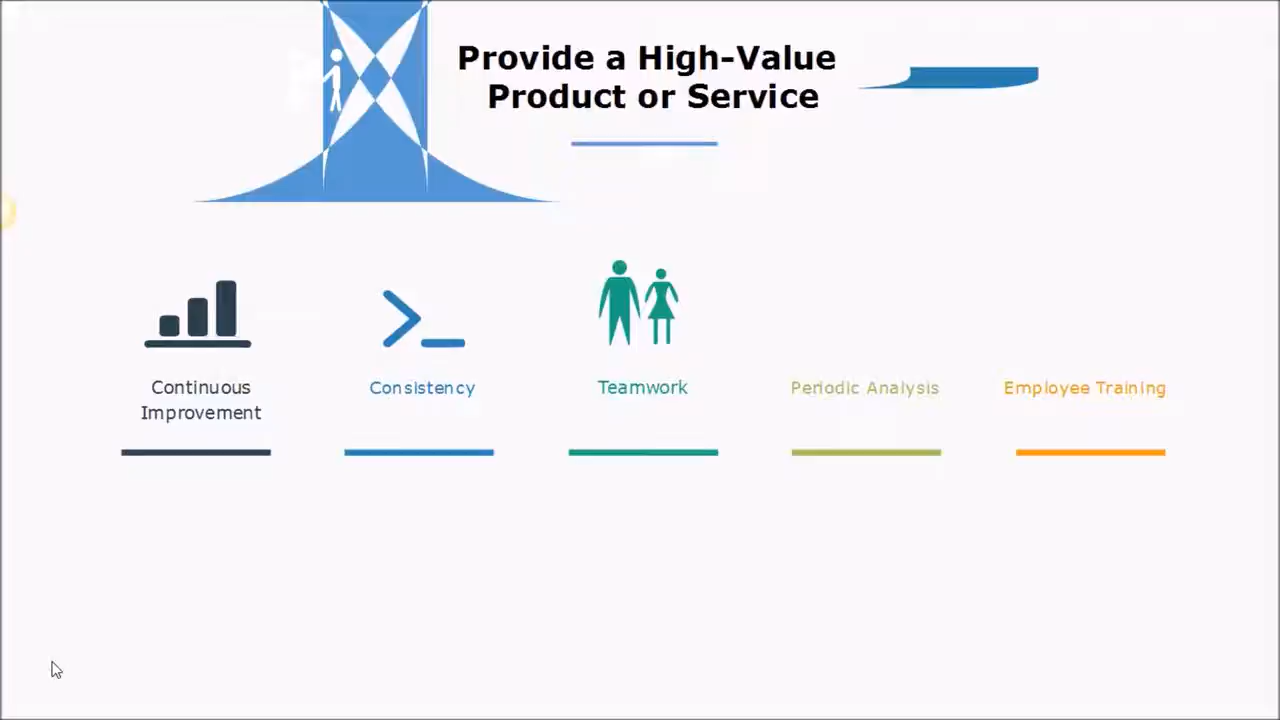 Provide a High-Value
Product or Service
Continuous
Improvement
Consistency
Teamwork
Periodic Analysis
Employee Training